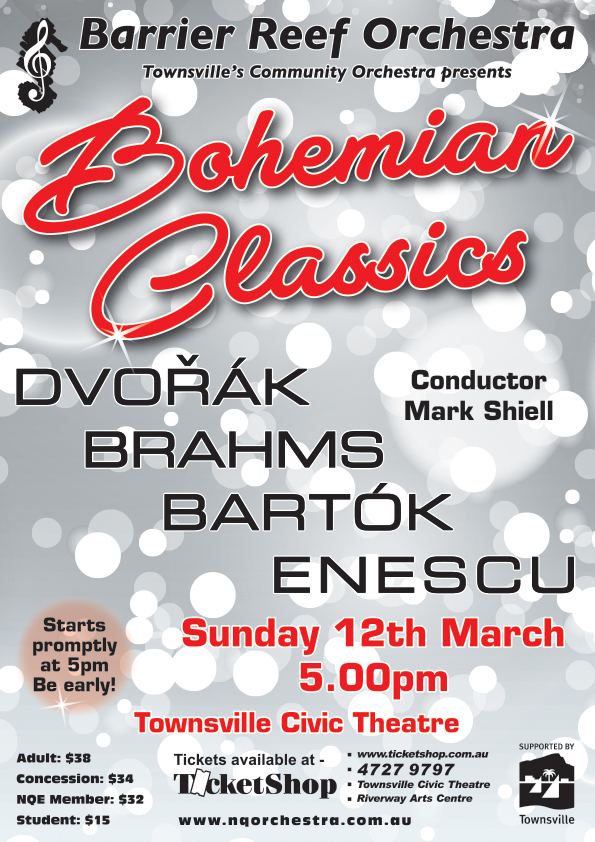 Barrier Reef Orchestra
Townsville's Community Orchestra presents
Bohemian
Classics
DVOŘÁK
BRAHMS
BARTÓK
ENESCU
Conductor
Mark Shiell
Starts
promptly
at 5pm
Be early!
Sunday 12th March
5.00pm
Townsville Civic Theatre
Adult: $38
Concession: $34
NQE Member: $32
Student: $15
Tickets available at -
TicketShop
▪ www.ticketshop.com.au
▪ 4727 9797
▪ Townsville Civic Theatre
▪ Riverway Arts Centre
www.nqorchestra.com.au
SUPPORTED BY
Townsville